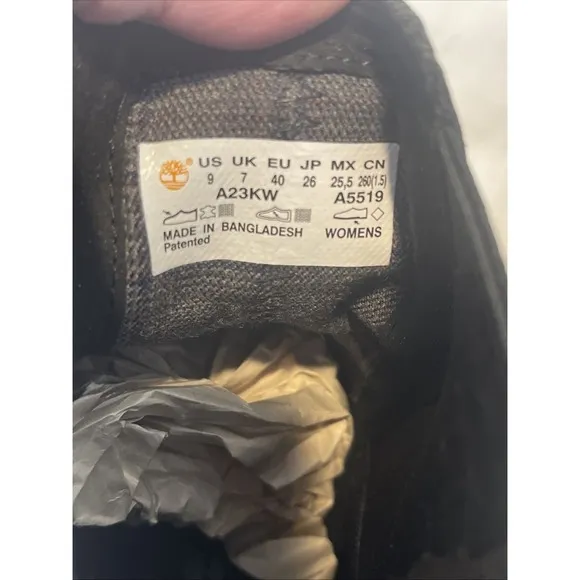 US UK EU JP MX CN
9 7 40 26 25,5 260(1.5)
A23KW A5519
MADE IN BANGLADESH WOMENS
Patented